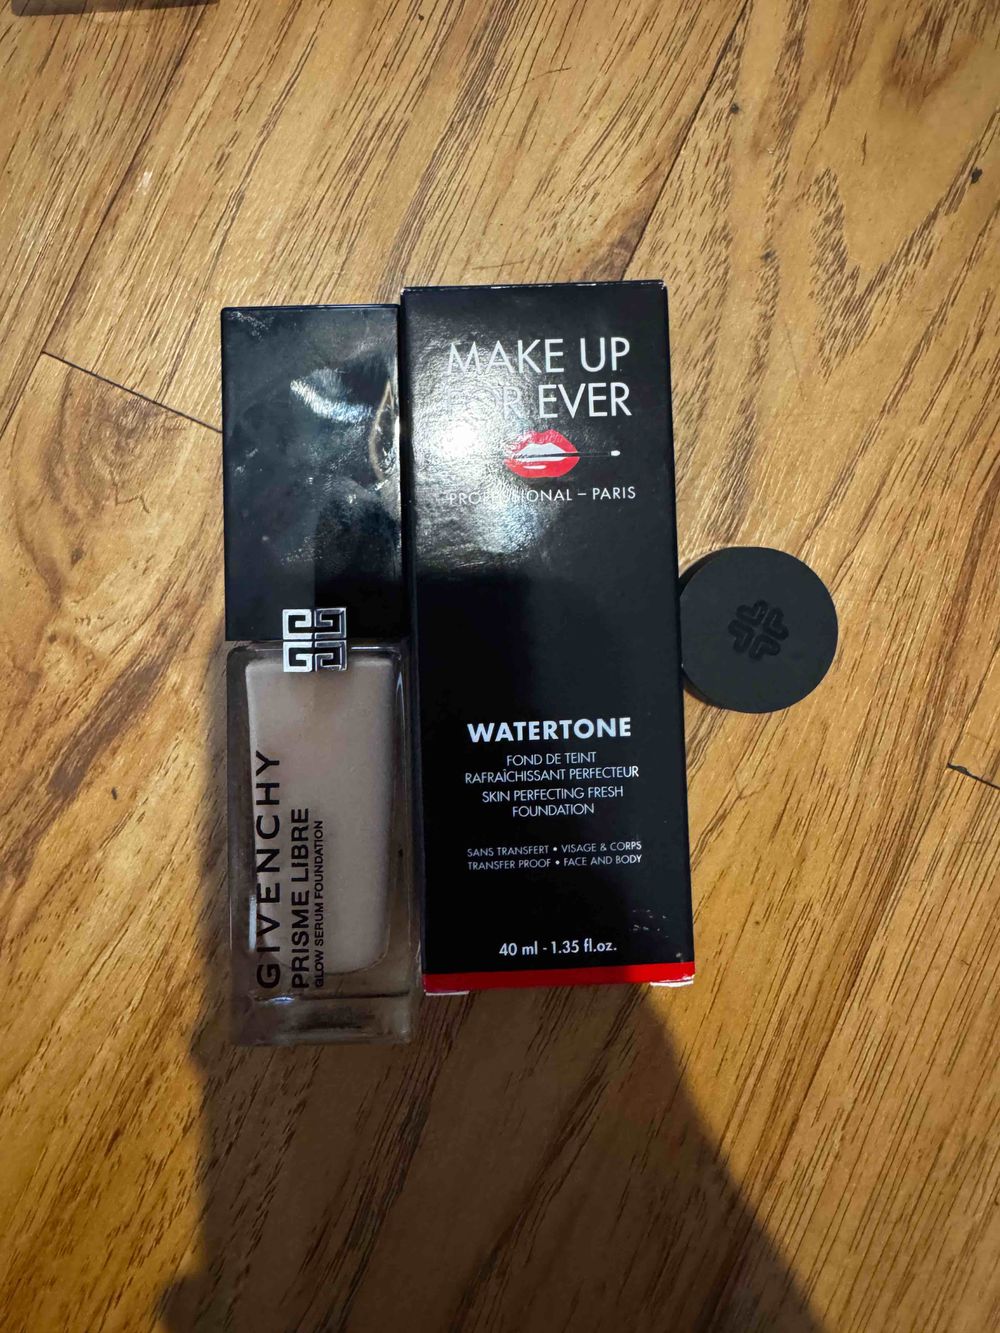 MAKE UP
FOR EVER
PROFESSIONAL – PARIS
WATERTONE
FOND DE TEINT
RAFRAÎCHISSANT PERFECTEUR
SKIN PERFECTING FRESH
FOUNDATION
SANS TRANSFERT • VISAGE & CORPS
TRANSFER PROOF • FACE AND BODY
40 ml - 1.35 fl.oz.
GIVENCHY
PRISME LIBRE
GLOW SERUM FOUNDATION